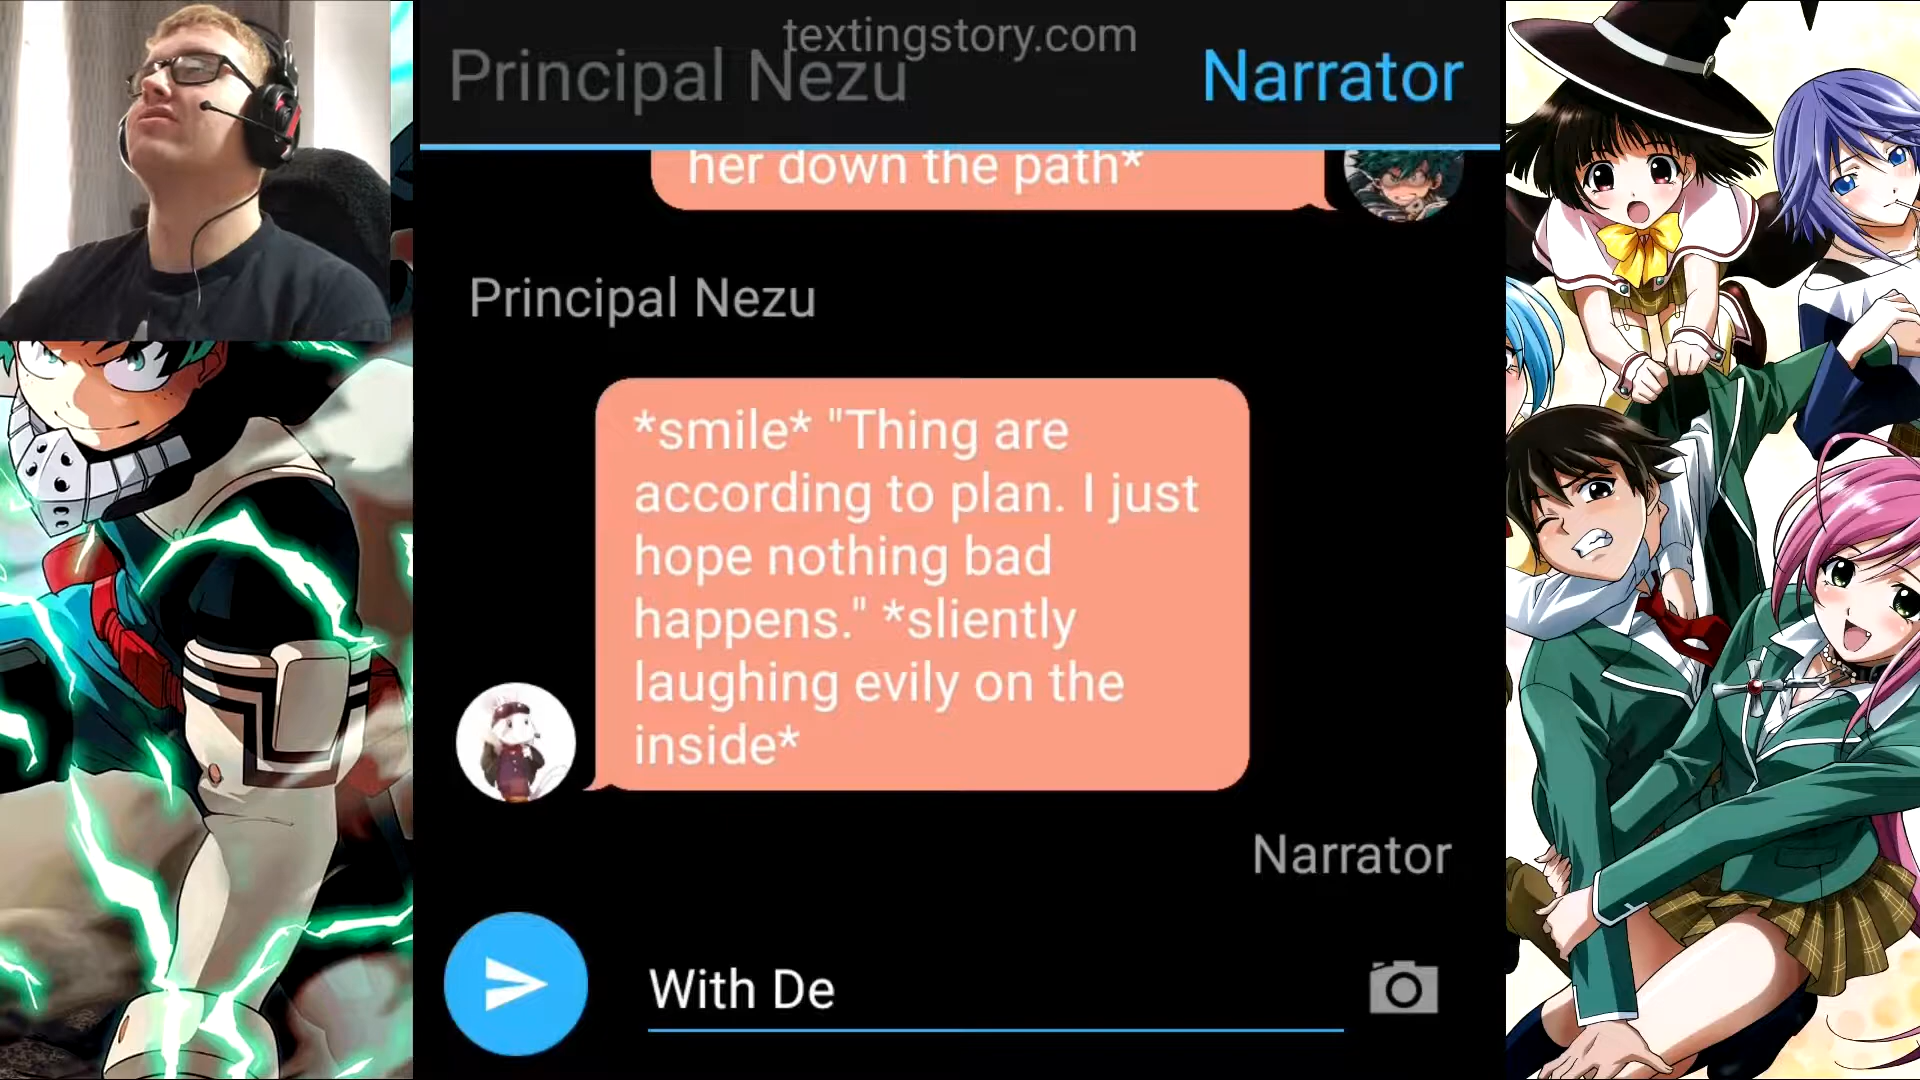 textingstory.com
Principal Nezu
Narrator
her down the path*
Principal Nezu
*smile* "Thing are
according to plan. I just
hope nothing bad
happens." *sliently
laughing evily on the
inside*
Narrator
With De